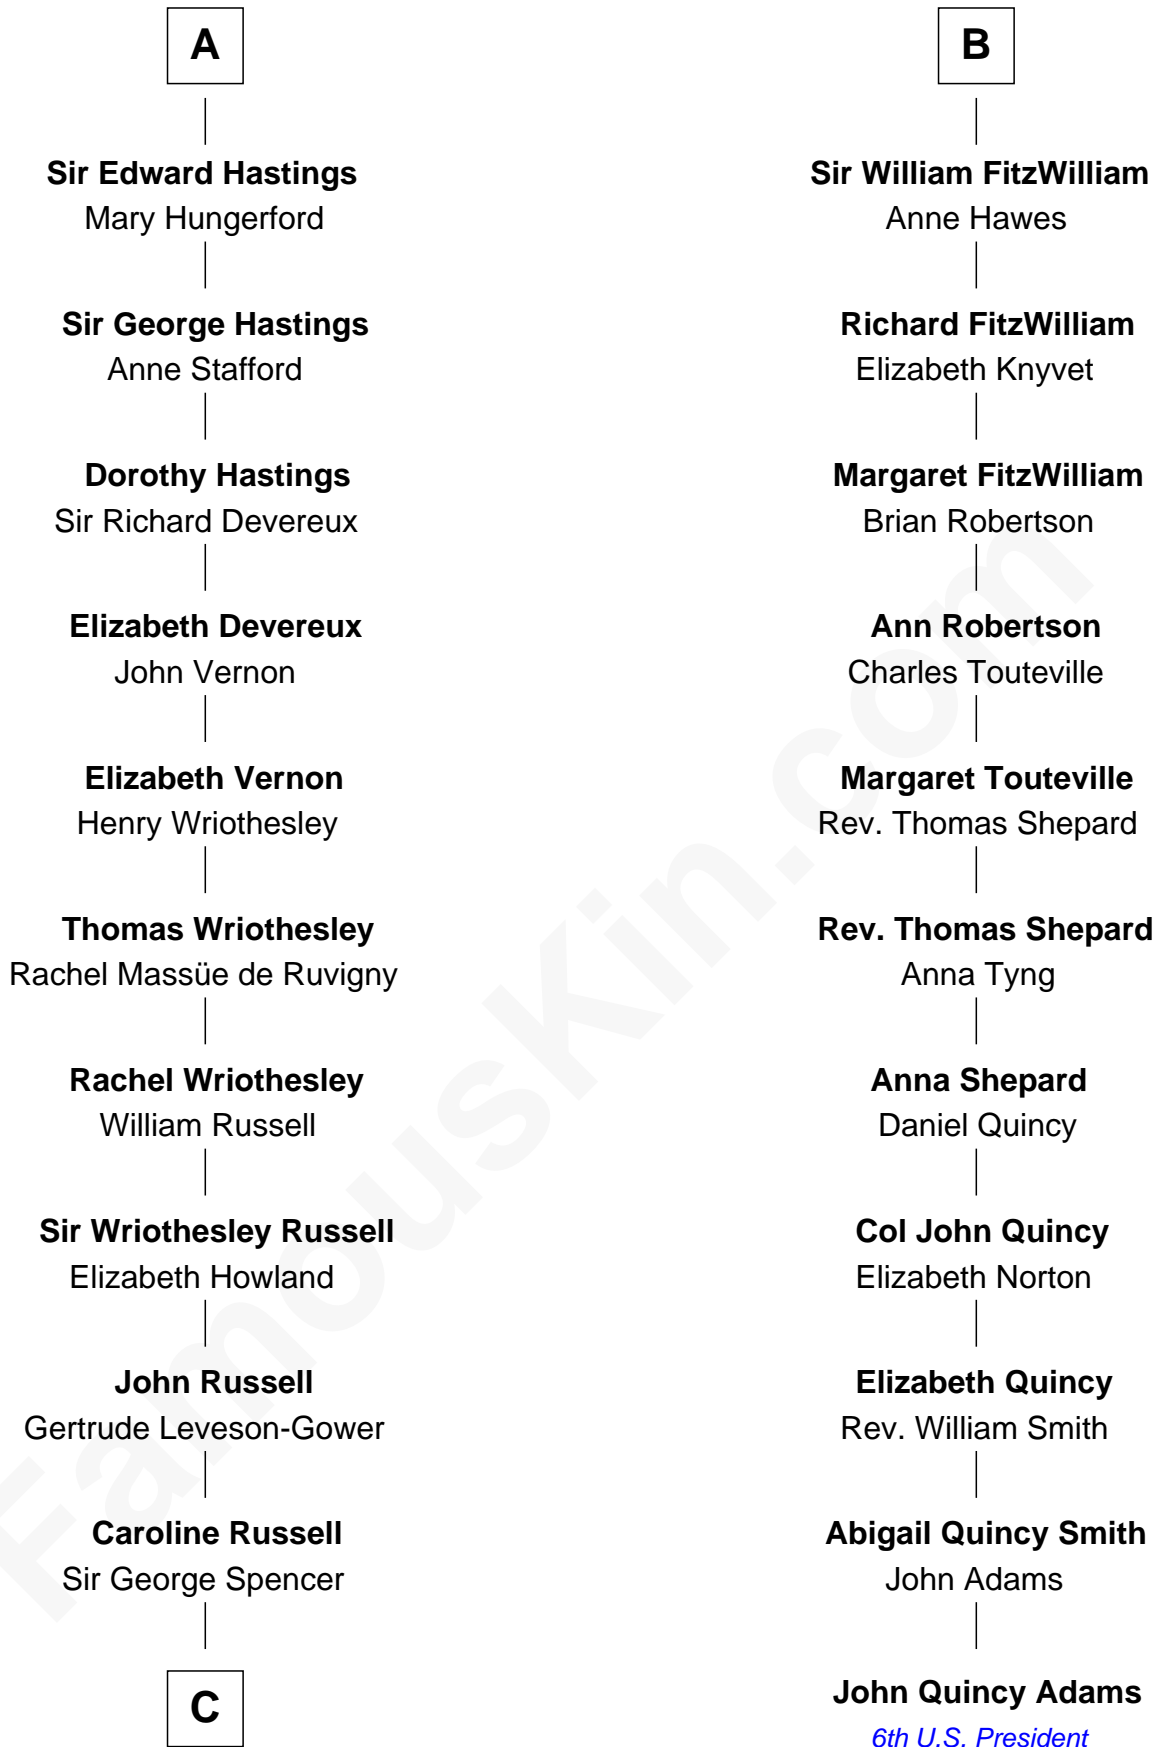 A
Sir Edward Hastings
Mary Hungerford
Sir George Hastings
Anne Stafford
Dorothy Hastings
Sir Richard Devereux
Elizabeth Devereux
John Vernon
Elizabeth Vernon
Henry Wriothesley
Thomas Wriothesley
Rachel Massüe de Ruvigny
Rachel Wriothesley
William Russell
Sir Wriothesley Russell
Elizabeth Howland
John Russell
Gertrude Leveson-Gower
Caroline Russell
Sir George Spencer
C
B
Sir William FitzWilliam
Anne Hawes
Richard FitzWilliam
Elizabeth Knyvet
Margaret FitzWilliam
Brian Robertson
Ann Robertson
Charles Touteville
Margaret Touteville
Rev. Thomas Shepard
Rev. Thomas Shepard
Anna Tyng
Anna Shepard
Daniel Quincy
Col John Quincy
Elizabeth Norton
Elizabeth Quincy
Rev. William Smith
Abigail Quincy Smith
John Adams
John Quincy Adams
6th U.S. President
FamousKin.com